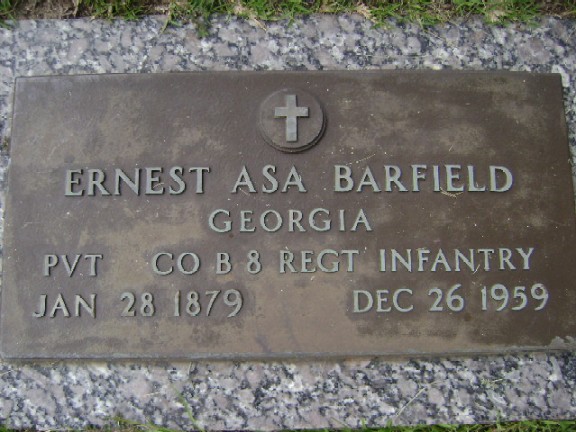 ERNEST ASA BARFIELD
GEORGIA
PVT CO B 8 REGT INFANTRY
JAN 28 1879 DEC 26 1959